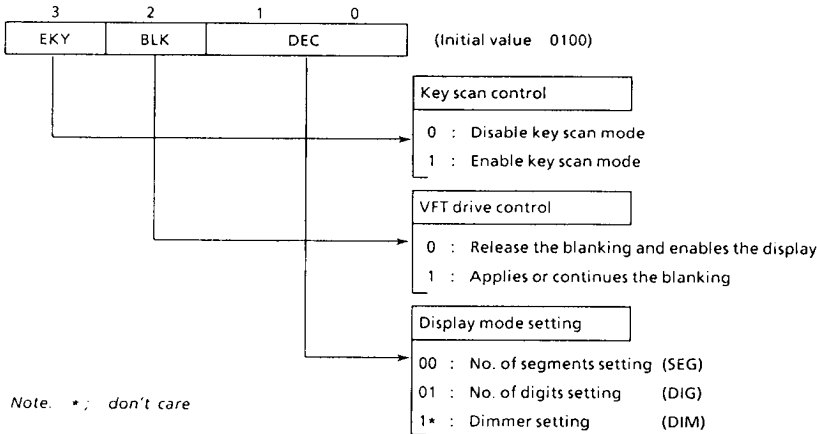 3 2 1 0
EKY BLK DEC (Initial value 0100)
Key scan control
0 : Disable key scan mode
1 : Enable key scan mode
VFT drive control
0 : Release the blanking and enables the display
1 : Applies or continues the blanking
Display mode setting
00 : No. of segments setting (SEG)
01 : No. of digits setting (DIG)
1* : Dimmer setting (DIM)
Note. *; don't care